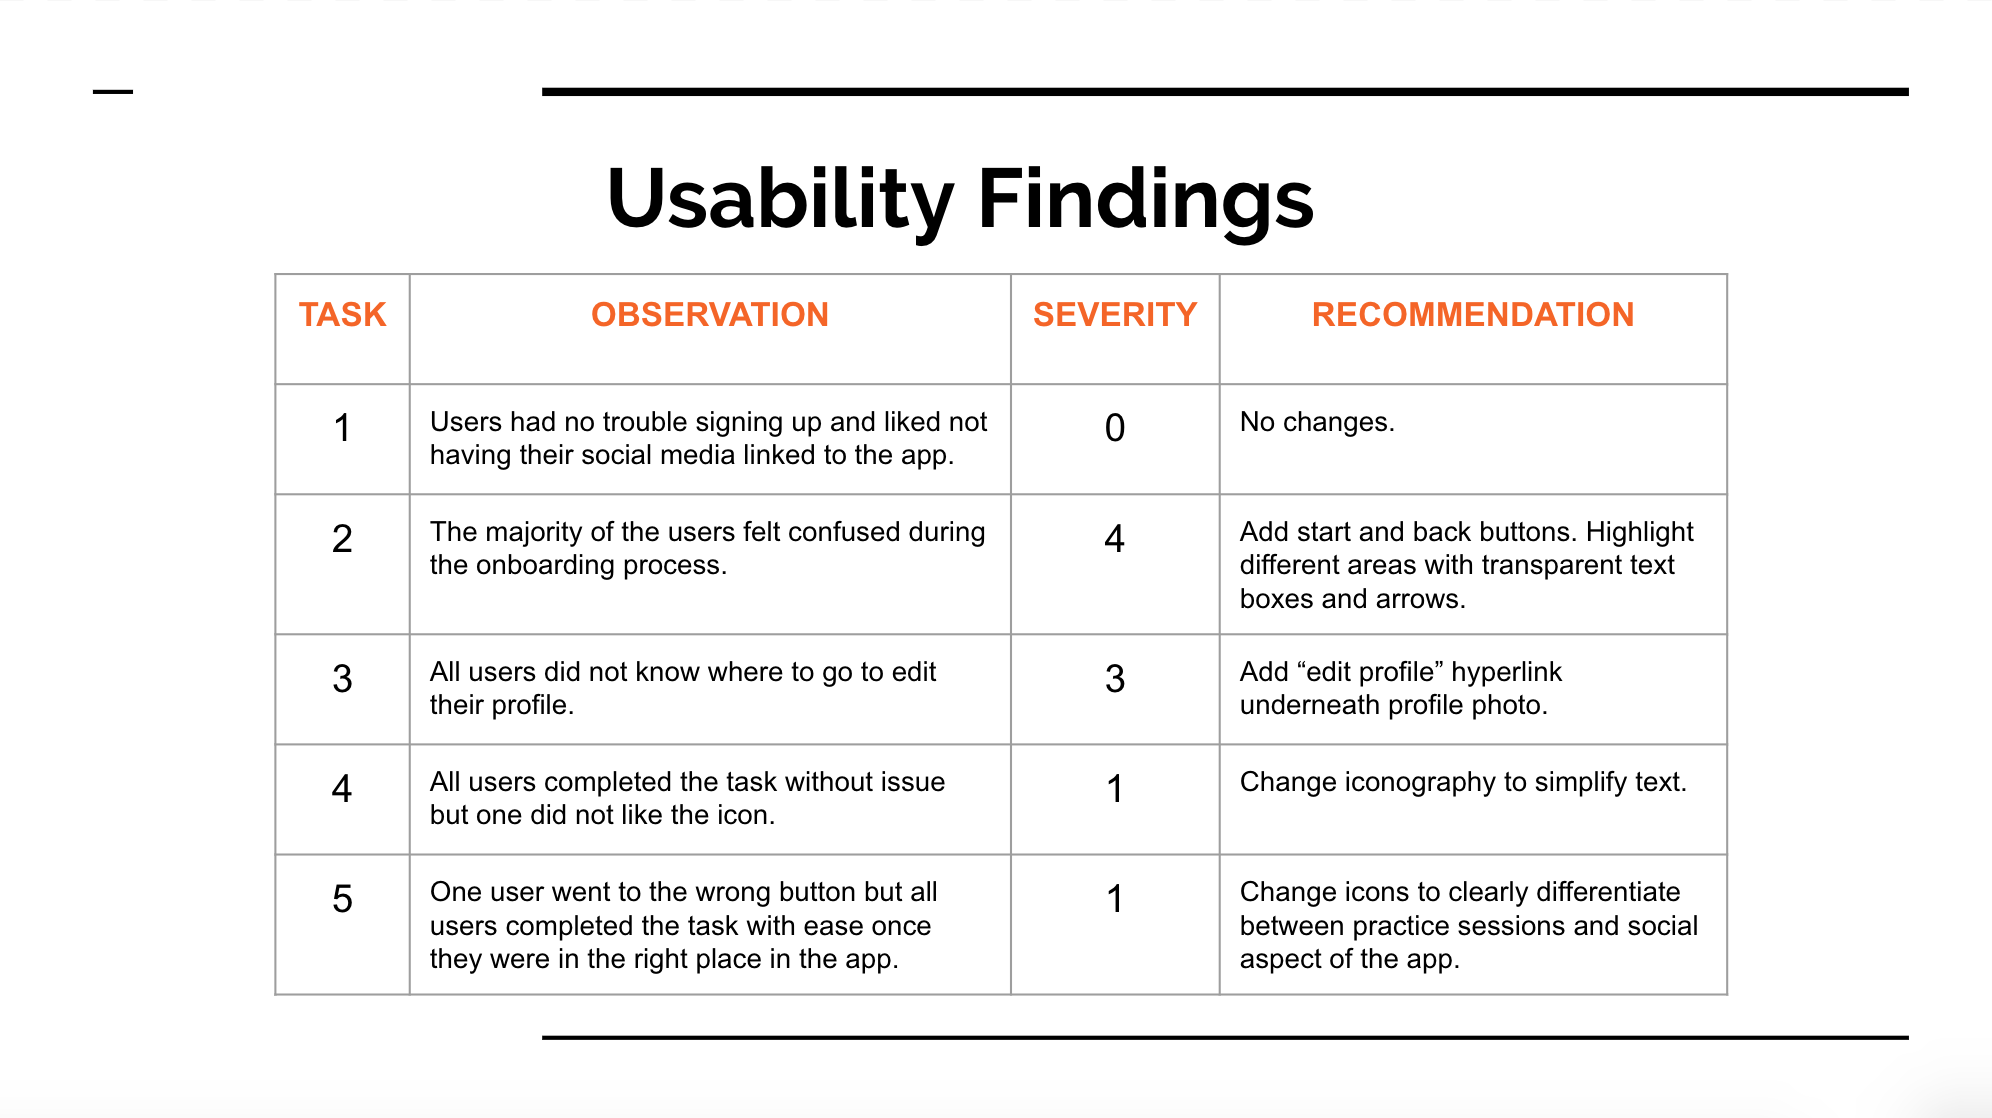 Usability Findings
TASK OBSERVATION SEVERITY RECOMMENDATION
1 Users had no trouble signing up and liked not 0 No changes.
having their social media linked to the app.
2 The majority of the users felt confused during 4 Add start and back buttons. Highlight
the onboarding process. different areas with transparent text
boxes and arrows.
3 All users did not know where to go to edit 3 Add “edit profile” hyperlink
their profile. underneath profile photo.
4 All users completed the task without issue 1 Change iconography to simplify text.
but one did not like the icon.
5 One user went to the wrong button but all 1 Change icons to clearly differentiate
users completed the task with ease once between practice sessions and social
they were in the right place in the app. aspect of the app.